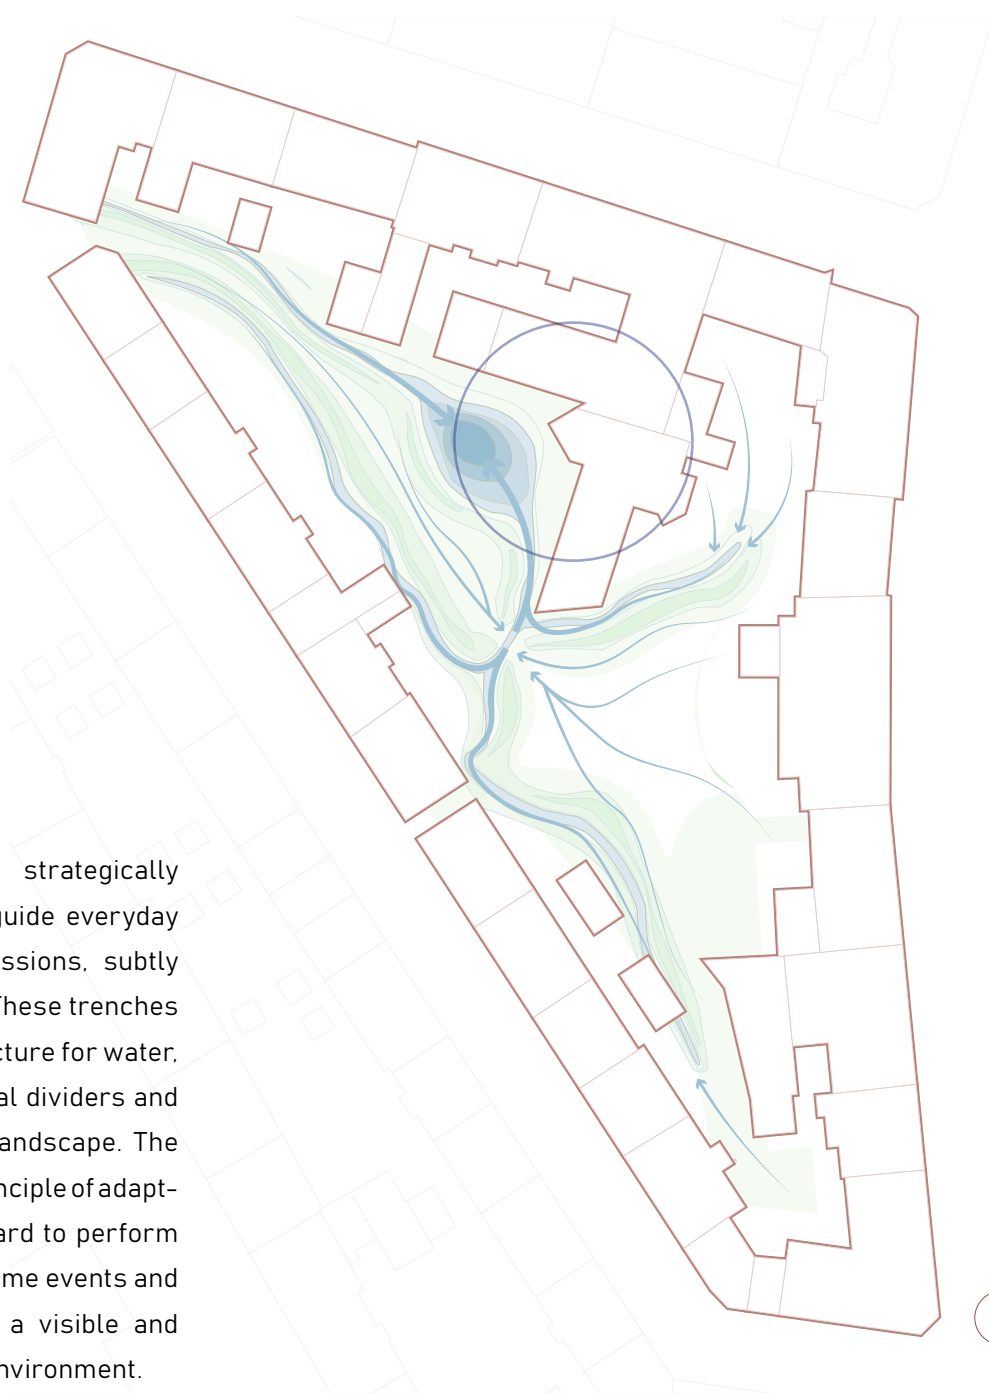 strategically
guide everyday
ssions, subtly
These trenches
cture for water,
al dividers and
andscape. The
nciple of adapt-
ard to perform
me events and
a visible and
nvironment.